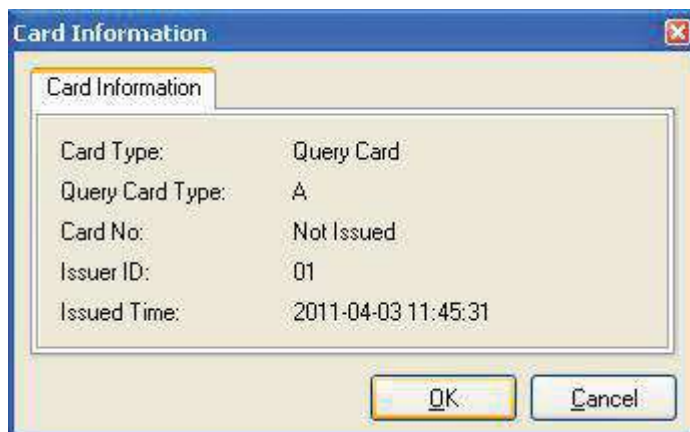 Card Information
Card Information
Card Type: Query Card
Query Card Type: A
Card No: Not Issued
Issuer ID: 01
Issued Time: 2011-04-03 11:45:31
OK Cancel